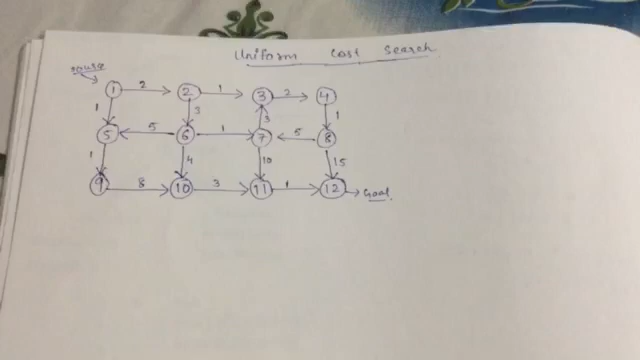 Uniform Cost Search
source
1 2 2 1 3 2 4
1 3 3 1
5 5 6 1 7 5 8
1 4 10 15
9 8 10 3 11 1 12 Goal